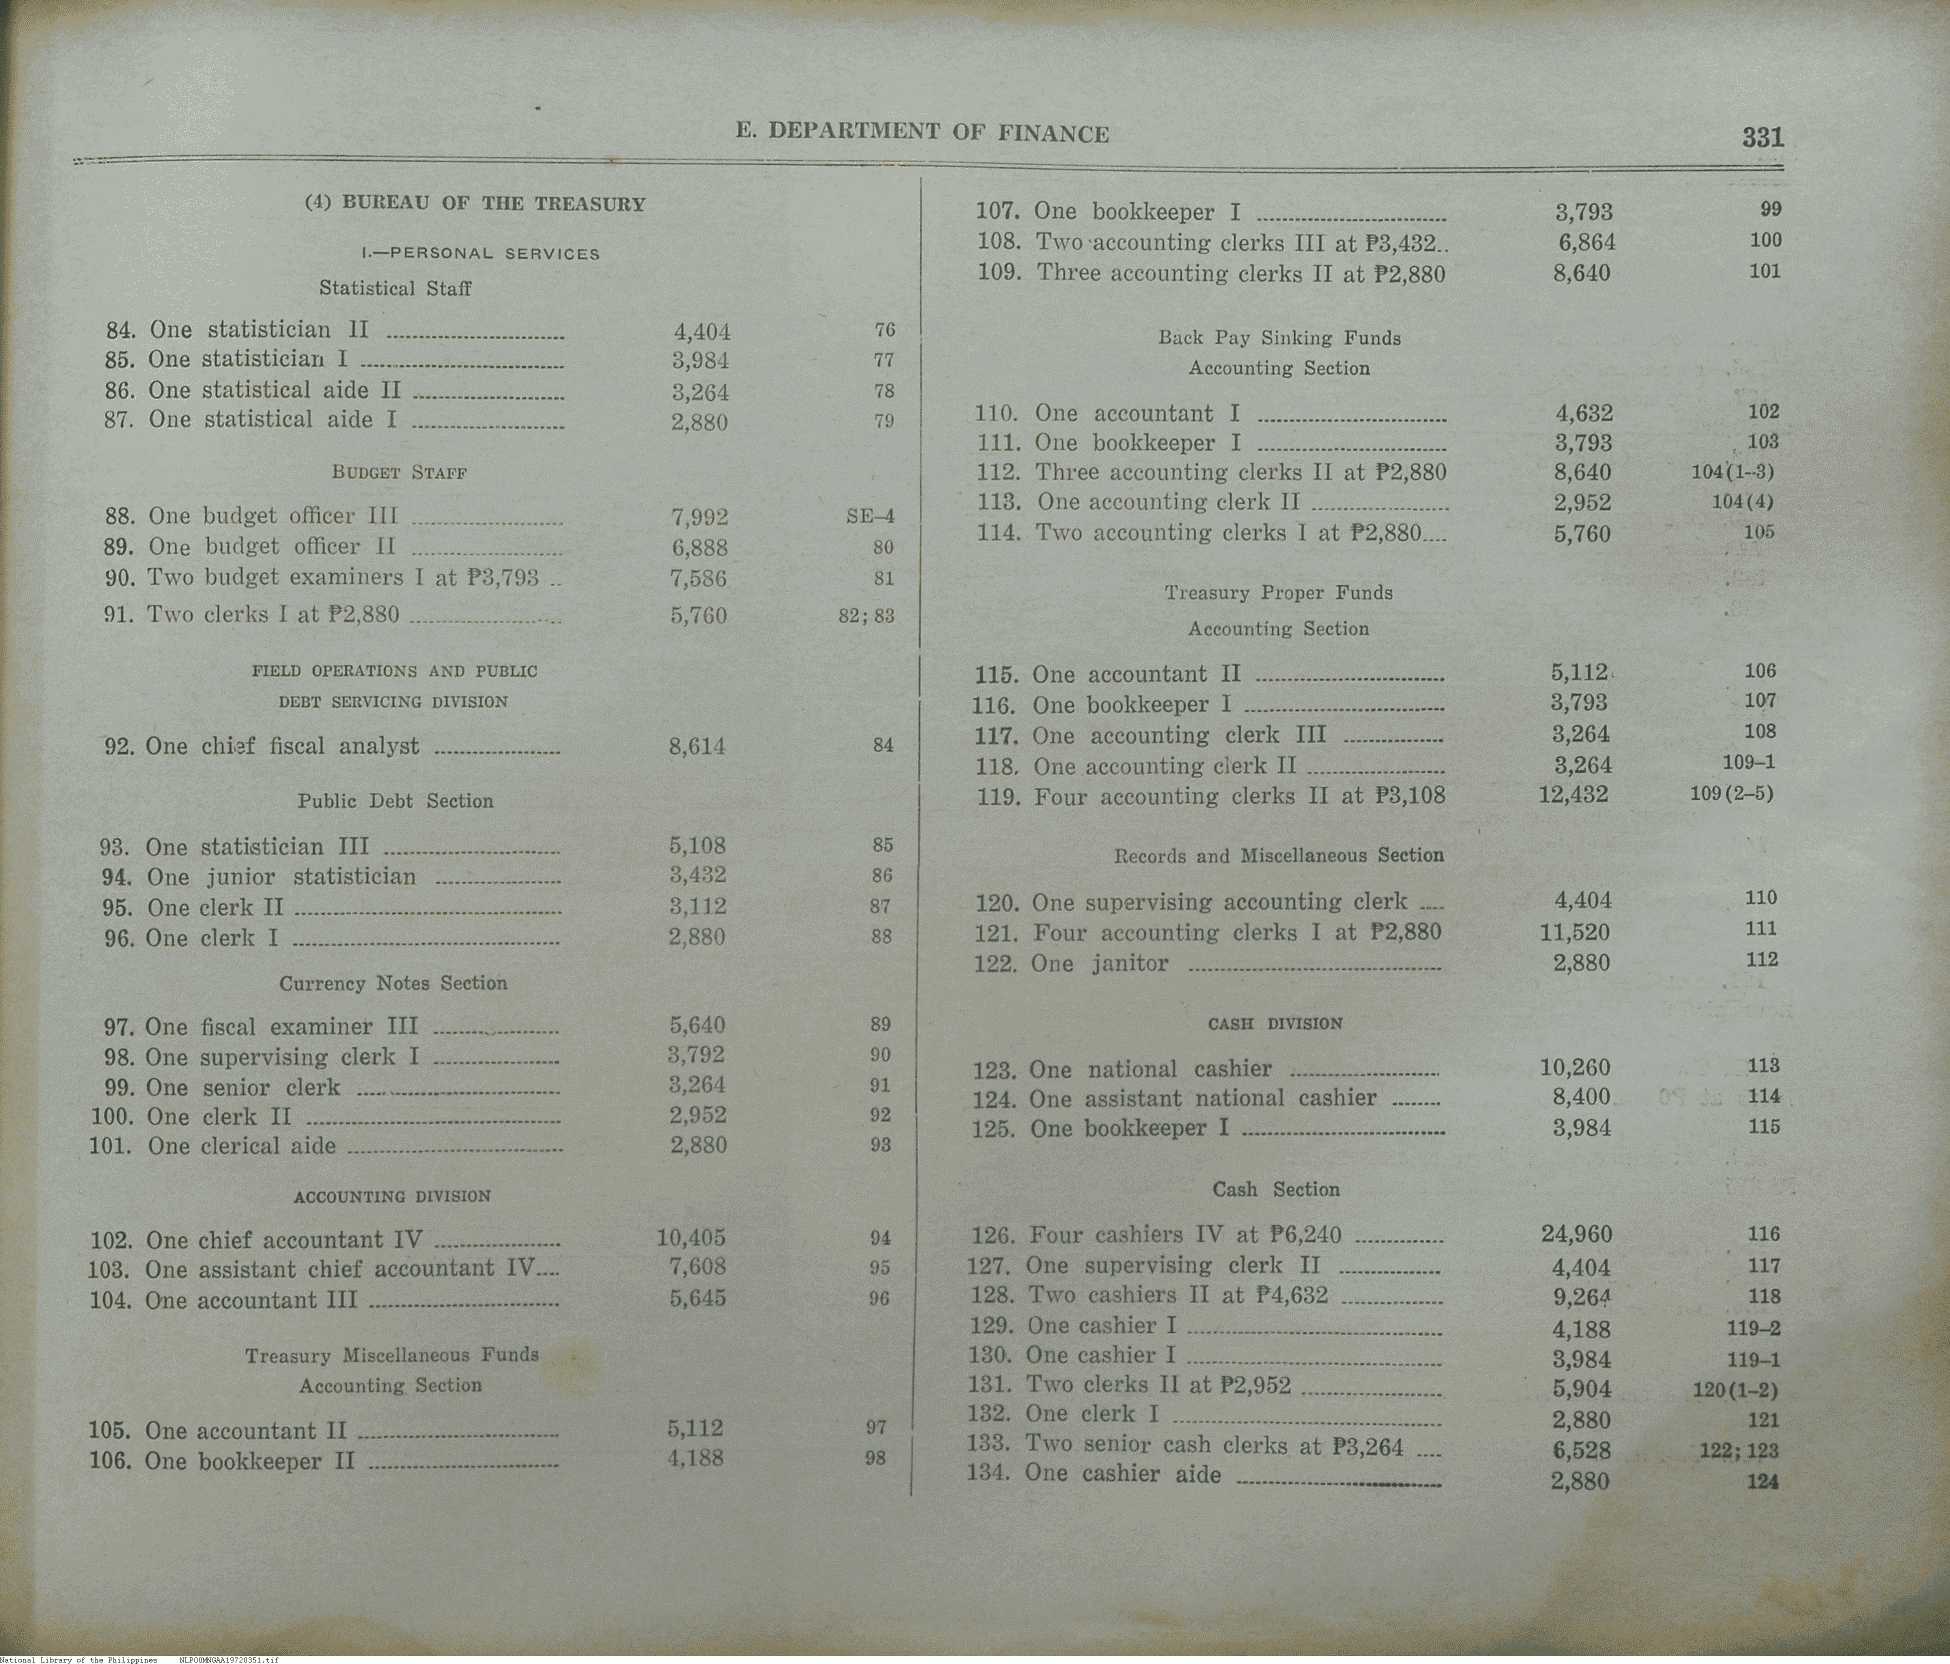 E. DEPARTMENT OF FINANCE
331
(4) BUREAU OF THE TREASURY
I.—PERSONAL SERVICES
Statistical Staff
84. One statistician II ............................ 4,404 76
85. One statistician I ................................ 3,984 77
86. One statistical aide II ........................ 3,264 78
87. One statistical aide I ........................ 2,880 79
BUDGET STAFF
88. One budget officer III ........................ 7,992 SE-4
89. One budget officer II ........................ 6,888 80
90. Two budget examiners I at ₱3,793 .. 7,586 81
91. Two clerks I at ₱2,880 ........................ 5,760 82; 83
FIELD OPERATIONS AND PUBLIC
DEBT SERVICING DIVISION
92. One chief fiscal analyst .................... 8,614 84
Public Debt Section
93. One statistician III ............................ 5,108 85
94. One junior statistician .................... 3,432 86
95. One clerk II .......................................... 3,112 87
96. One clerk I .......................................... 2,880 88
Currency Notes Section
97. One fiscal examiner III .................... 5,640 89
98. One supervising clerk I .................... 3,792 90
99. One senior clerk ................................ 3,264 91
100. One clerk II ........................................ 2,952 92
101. One clerical aide .................................. 2,880 93
ACCOUNTING DIVISION
102. One chief accountant IV .................... 10,405 94
103. One assistant chief accountant IV.... 7,608 95
104. One accountant III .............................. 5,645 96
Treasury Miscellaneous Funds
Accounting Section
105. One accountant II ................................ 5,112 97
106. One bookkeeper II .............................. 4,188 98
107. One bookkeeper I .............................. 3,793 99
108. Two accounting clerks III at ₱3,432.. 6,864 100
109. Three accounting clerks II at ₱2,880 8,640 101
Back Pay Sinking Funds
Accounting Section
110. One accountant I .............................. 4,632 102
111. One bookkeeper I .............................. 3,793 103
112. Three accounting clerks II at ₱2,880 8,640 104(1-3)
113. One accounting clerk II ...................... 2,952 104(4)
114. Two accounting clerks I at ₱2,880.... 5,760 105
Treasury Proper Funds
Accounting Section
115. One accountant II .............................. 5,112 106
116. One bookkeeper I ................................ 3,793 107
117. One accounting clerk III ................ 3,264 108
118. One accounting clerk II ...................... 3,264 109-1
119. Four accounting clerks II at ₱3,108 12,432 109(2-5)
Records and Miscellaneous Section
120. One supervising accounting clerk .... 4,404 110
121. Four accounting clerks I at ₱2,880 11,520 111
122. One janitor ........................................ 2,880 112
CASH DIVISION
123. One national cashier ........................ 10,260 113
124. One assistant national cashier ........ 8,400 114
125. One bookkeeper I ................................ 3,984 115
Cash Section
126. Four cashiers IV at ₱6,240 .............. 24,960 116
127. One supervising clerk II ................ 4,404 117
128. Two cashiers II at ₱4,632 ................ 9,264 118
129. One cashier I ........................................ 4,188 119-2
130. One cashier I ........................................ 3,984 119-1
131. Two clerks II at ₱2,952 ...................... 5,904 120(1-2)
132. One clerk I .......................................... 2,880 121
133. Two senior cash clerks at ₱3,264 .... 6,528 122; 123
134. One cashier aide ................................ 2,880 124
National Library of the Philippines NLPO0MNGAA19720351.tif